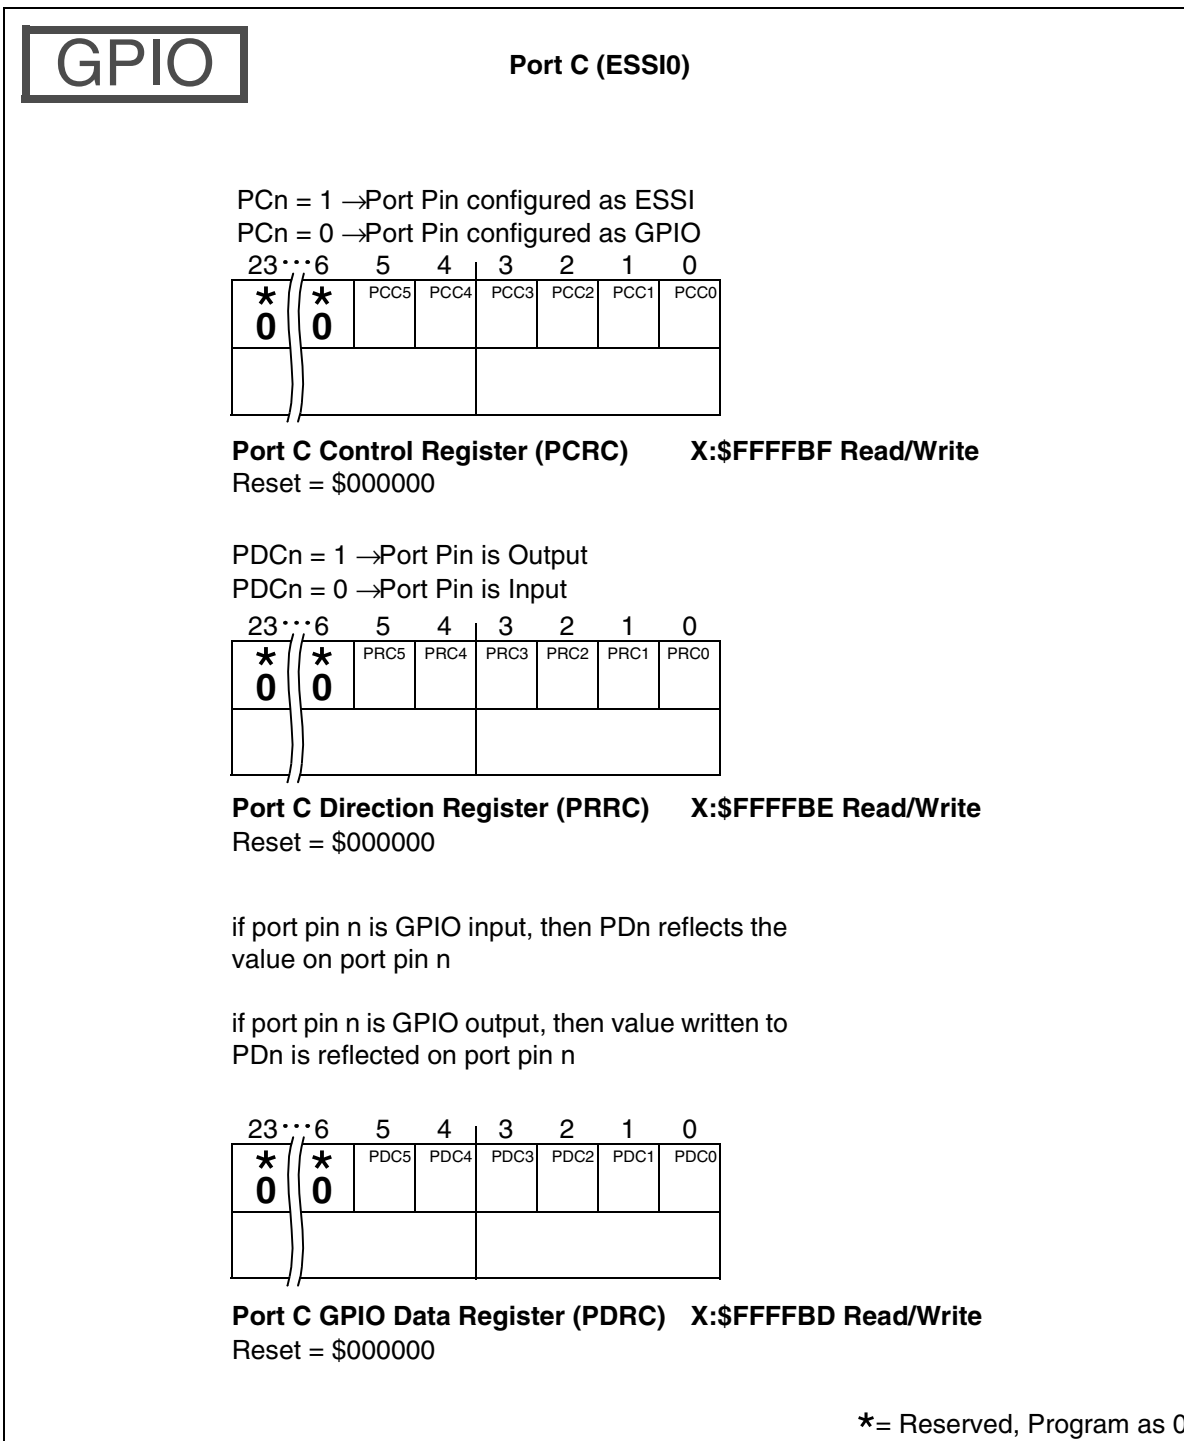 GPIO
Port C (ESSI0)
PCn = 1 →Port Pin configured as ESSI
PCn = 0 →Port Pin configured as GPIO
23 ··· 6 5 4 3 2 1 0
* * PCC5 PCC4 PCC3 PCC2 PCC1 PCC0
0 0
Port C Control Register (PCRC) X:$FFFFBF Read/Write
Reset = $000000
PDCn = 1 →Port Pin is Output
PDCn = 0 →Port Pin is Input
23 ··· 6 5 4 3 2 1 0
* * PRC5 PRC4 PRC3 PRC2 PRC1 PRC0
0 0
Port C Direction Register (PRRC) X:$FFFFBE Read/Write
Reset = $000000
if port pin n is GPIO input, then PDn reflects the
value on port pin n
if port pin n is GPIO output, then value written to
PDn is reflected on port pin n
23 ··· 6 5 4 3 2 1 0
* * PDC5 PDC4 PDC3 PDC2 PDC1 PDC0
0 0
Port C GPIO Data Register (PDRC) X:$FFFFBD Read/Write
Reset = $000000
*= Reserved, Program as 0